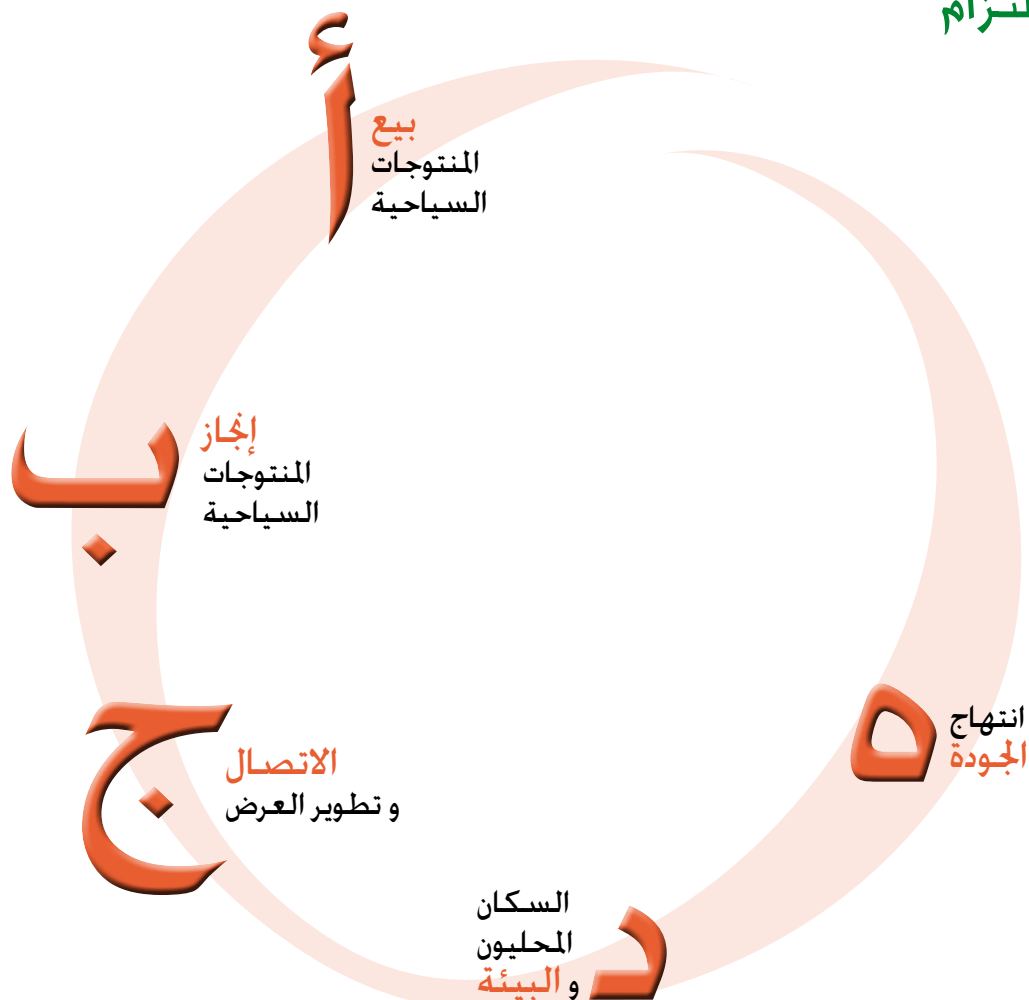 أ
بيع
المنتوجات
السياحية
ب
إنجاز
المنتوجات
السياحية
ج
الاتصال
و تطوير العرض
د
السكان
المحليون
و البيئة
ه
انتهاج
الجودة